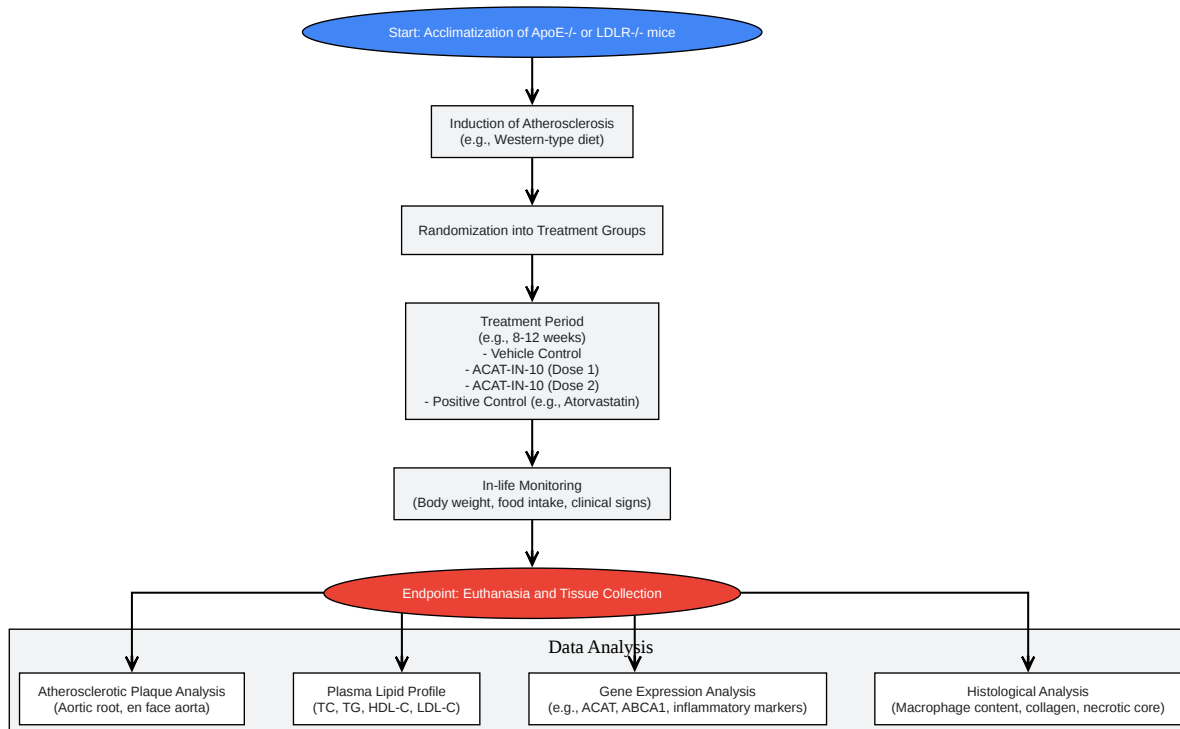 Start: Acclimatization of ApoE-/- or LDLR-/- mice
Induction of Atherosclerosis
(e.g., Western-type diet)
Randomization into Treatment Groups
Treatment Period
(e.g., 8-12 weeks)
- Vehicle Control
- ACAT-IN-10 (Dose 1)
- ACAT-IN-10 (Dose 2)
- Positive Control (e.g., Atorvastatin)
In-life Monitoring
(Body weight, food intake, clinical signs)
Endpoint: Euthanasia and Tissue Collection
Data Analysis
Atherosclerotic Plaque Analysis
(Aortic root, en face aorta)
Plasma Lipid Profile
(TC, TG, HDL-C, LDL-C)
Gene Expression Analysis
(e.g., ACAT, ABCA1, inflammatory markers)
Histological Analysis
(Macrophage content, collagen, necrotic core)